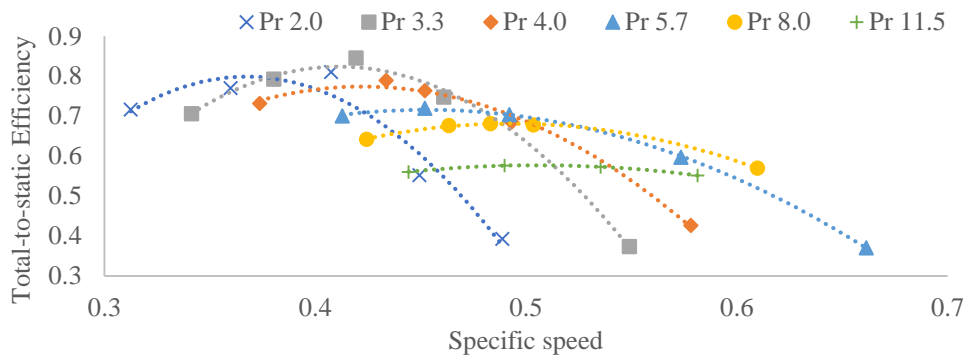 Pr 2.0 Pr 3.3 Pr 4.0 Pr 5.7 Pr 8.0 Pr 11.5
Total-to-static Efficiency
0.9
0.8
0.7
0.6
0.5
0.4
0.3
0.3 0.4 0.5 0.6 0.7
Specific speed